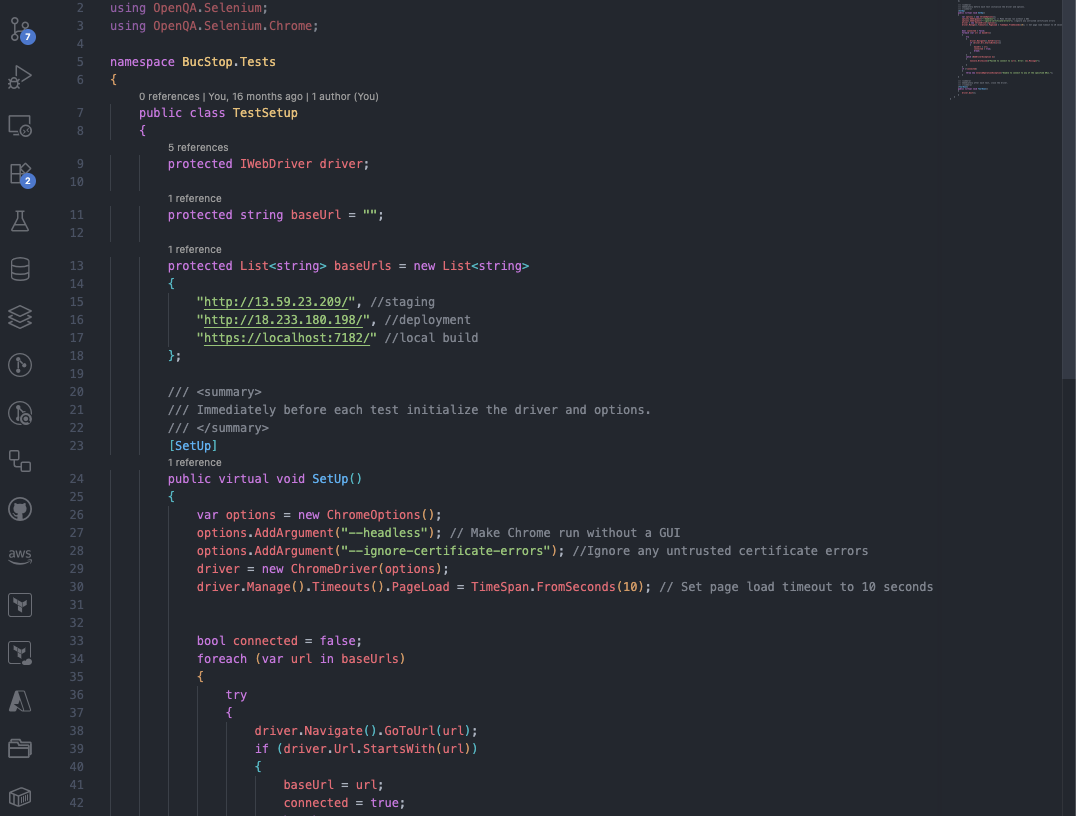 2 using OpenQA.Selenium;
3 using OpenQA.Selenium.Chrome;
4
5 namespace BucStop.Tests
6 {
0 references | You, 16 months ago | 1 author (You)
7 public class TestSetup
8 {
5 references
9 protected IWebDriver driver;
10
1 reference
11 protected string baseUrl = "";
12
1 reference
13 protected List<string> baseUrls = new List<string>
14 {
15 "http://13.59.23.209/", //staging
16 "http://18.233.180.198/", //deployment
17 "https://localhost:7182/" //local build
18 };
19
20 /// <summary>
21 /// Immediately before each test initialize the driver and options.
22 /// </summary>
23 [SetUp]
1 reference
24 public virtual void SetUp()
25 {
26 var options = new ChromeOptions();
27 options.AddArgument("--headless"); // Make Chrome run without a GUI
28 options.AddArgument("--ignore-certificate-errors"); //Ignore any untrusted certificate errors
29 driver = new ChromeDriver(options);
30 driver.Manage().Timeouts().PageLoad = TimeSpan.FromSeconds(10); // Set page load timeout to 10 seconds
31
32
33 bool connected = false;
34 foreach (var url in baseUrls)
35 {
36 try
37 {
38 driver.Navigate().GoToUrl(url);
39 if (driver.Url.StartsWith(url))
40 {
41 baseUrl = url;
42 connected = true;
7
2
aws